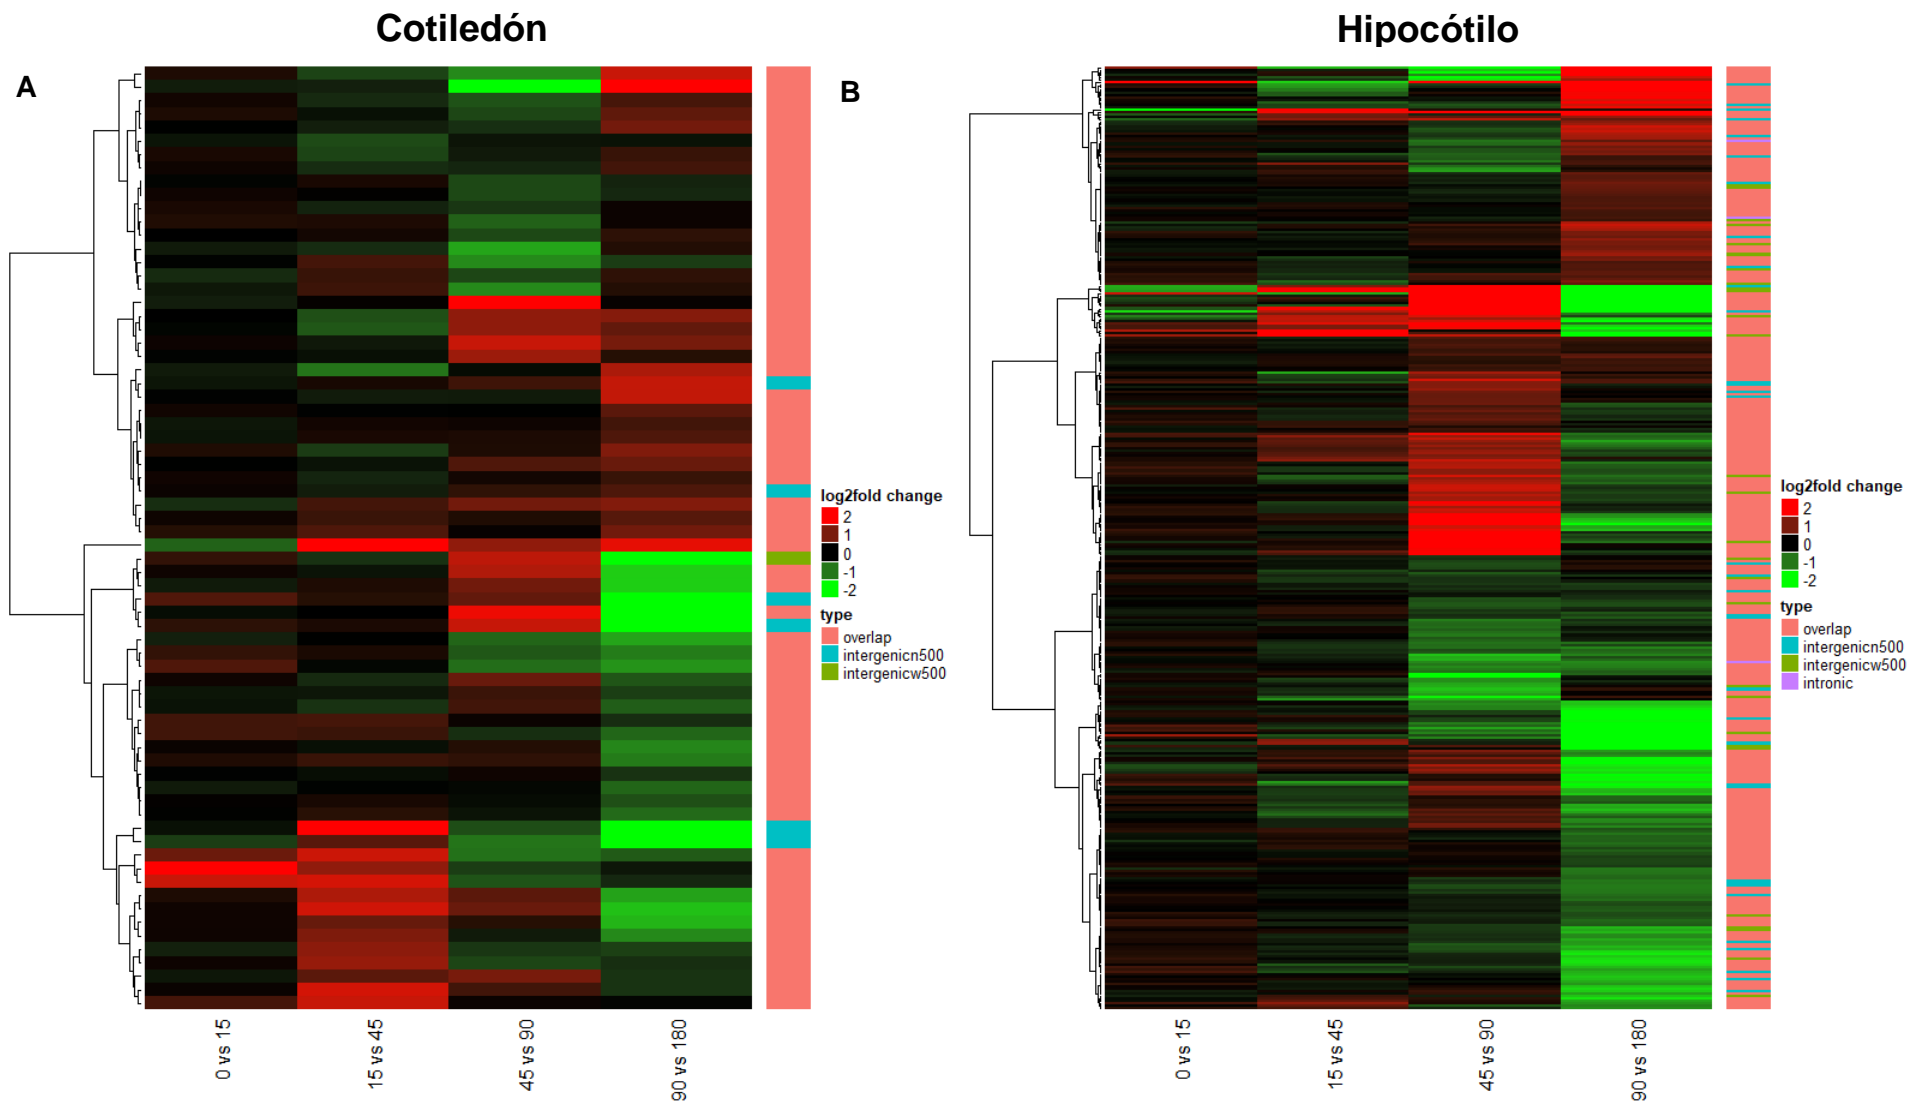 Cotiledón
A
log2fold change
2
1
0
-1
-2
type
overlap
intergenicn500
intergenicw500
0 vs 15
15 vs 45
45 vs 90
90 vs 180
Hipocótilo
B
log2fold change
2
1
0
-1
-2
type
overlap
intergenicn500
intergenicw500
intronic
0 vs 15
15 vs 45
45 vs 90
90 vs 180